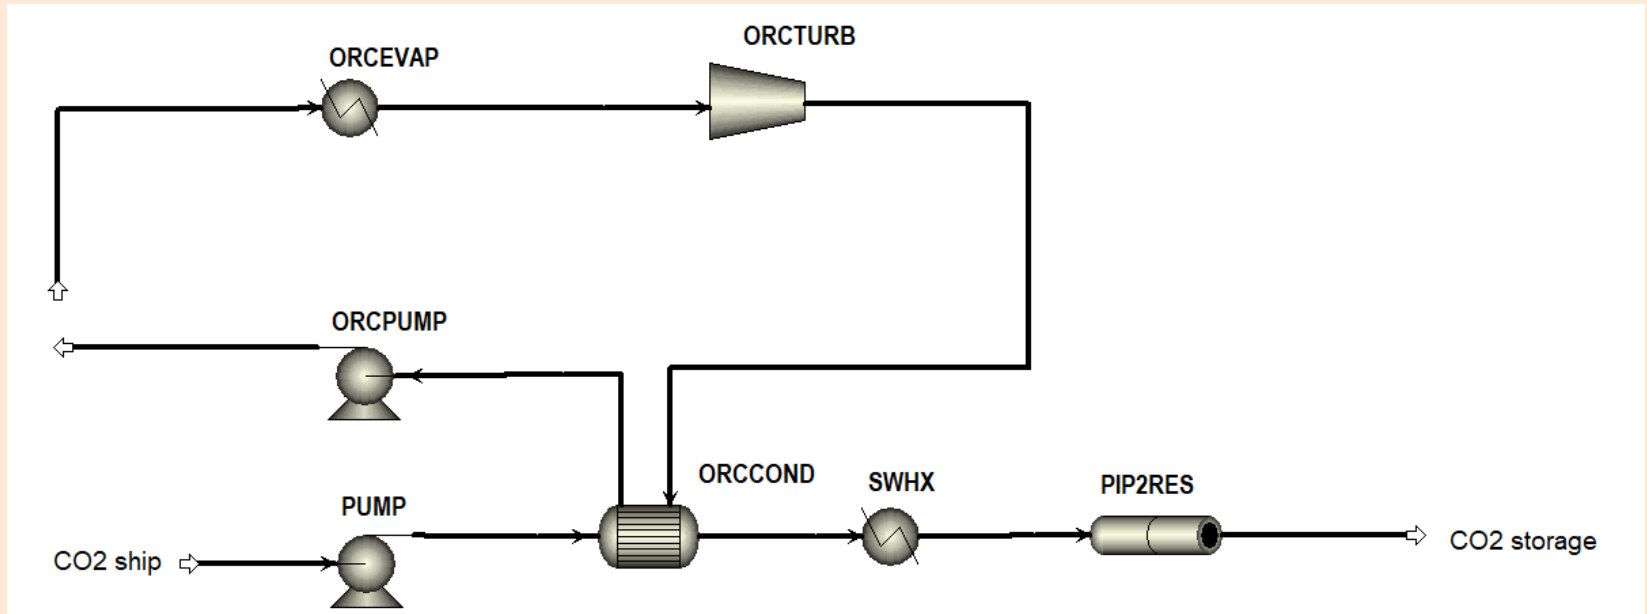 ORCTURB
ORCEVAP
ORCPUMP
ORCCOND
SWHX
PIP2RES
PUMP
CO2 ship
CO2 storage